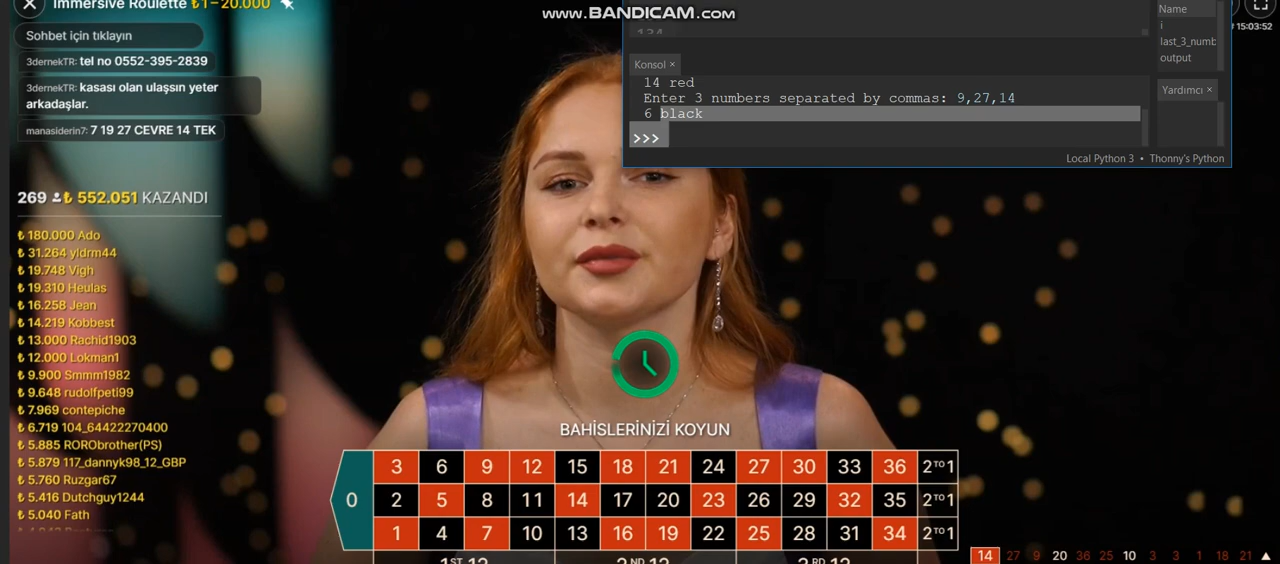 Immersive Roulette ₺1–20.000
www.BANDICAM.com
Sohbet için tıklayın
3dernekTR: tel no 0552-395-2839
3dernekTR: kasası olan ulaşsın yeter
arkadaşlar.
manasiderin7: 7 19 27 CEVRE 14 TEK
269 ₺ 552.051 KAZANDI
₺ 180.000 Ado
₺ 31.264 yldrm44
₺ 19.748 Vigh
₺ 19.310 Heulas
₺ 16.258 Jean
₺ 14.219 Kobbest
₺ 13.000 Rachid1903
₺ 12.000 Lokman1
₺ 9.900 Smmm1982
₺ 9.648 rudolfpeti99
₺ 7.969 contepiche
₺ 6.719 104_64422270400
₺ 5.885 RORObrother(PS)
₺ 5.879 117_dannyk98_12_GBP
₺ 5.760 Ruzgar67
₺ 5.416 Dutchguy1244
₺ 5.040 Fath
Konsol ×
14 red
Enter 3 numbers separated by commas: 9,27,14
6 black
>>>
Name
i
last_3_numb
output
Yardımcı ×
Local Python 3 • Thonny's Python
15:03:52
BAHİSLERİNİZİ KOYUN
3 6 9 12 15 18 21 24 27 30 33 36 2TO1
0 2 5 8 11 14 17 20 23 26 29 32 35 2TO1
1 4 7 10 13 16 19 22 25 28 31 34 2TO1
1ST 12 2ND 12 3RD 12
14 27 9 20 36 25 10 3 3 1 18 21